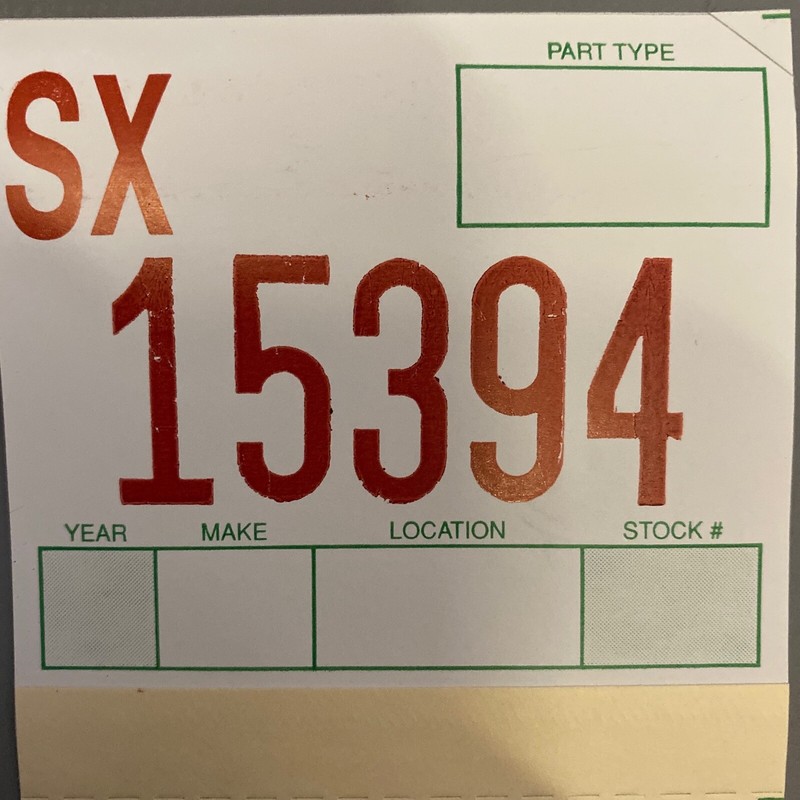 PART TYPE
SX
15394
YEAR MAKE LOCATION STOCK #